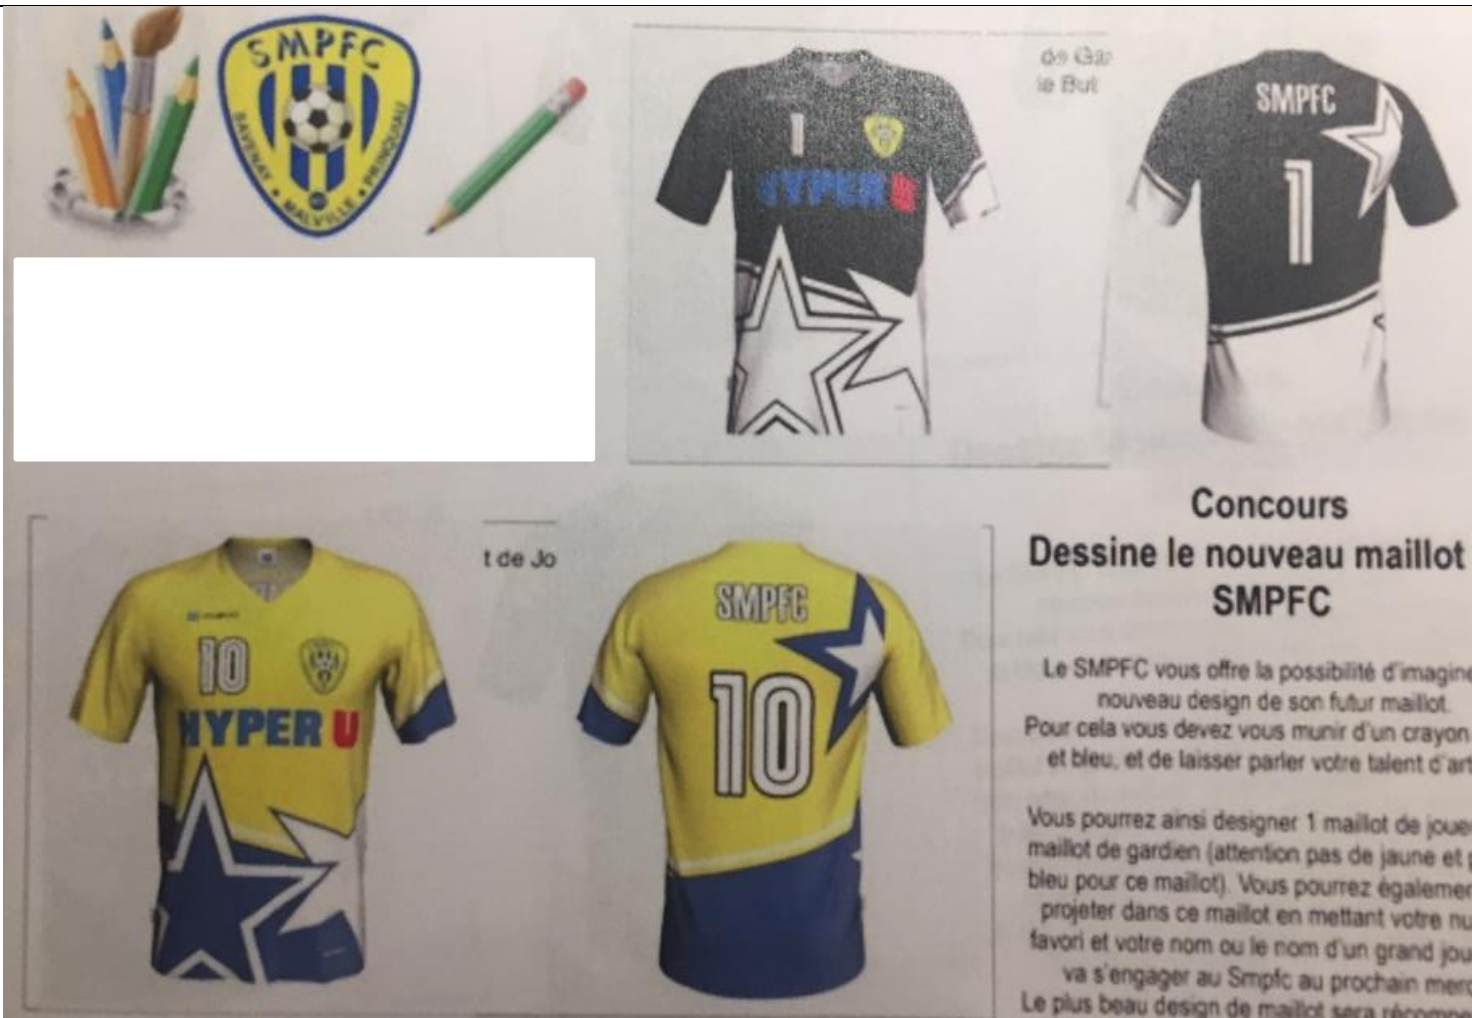 SMPFC
SAVENAY • MALVILLE • PRINQUIAU
de Gar
le But
1
HYPER U
SMPFC
1
t de Jo
10
HYPER U
SMPFC
10
Concours
Dessine le nouveau maillot
SMPFC
Le SMPFC vous offre la possibilité d'imagine
nouveau design de son futur maillot.
Pour cela vous devez vous munir d'un crayon
et bleu, et de laisser parler votre talent d'art
Vous pourrez ainsi designer 1 maillot de joue
maillot de gardien (attention pas de jaune et p
bleu pour ce maillot). Vous pourrez égalemen
projeter dans ce maillot en mettant votre nu
favori et votre nom ou le nom d'un grand jou
va s'engager au Smpfc au prochain merc
Le plus beau design de maillot sera récompe